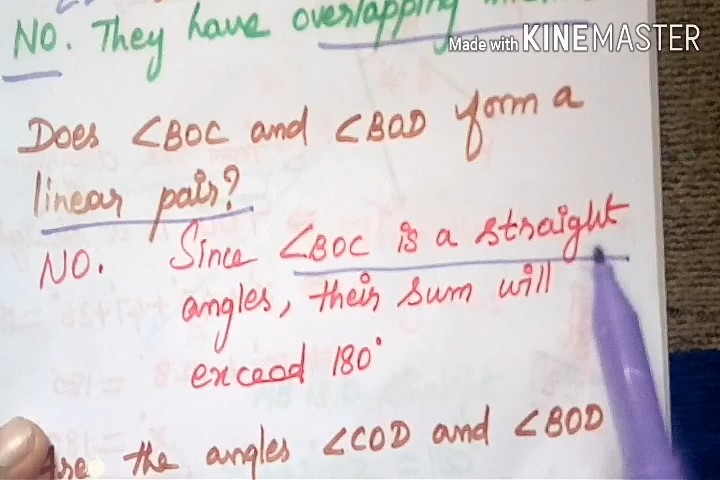 NO. They have overlapping
Made with KINEMASTER
Does ∠BOC and ∠BOD form a
linear pair?
NO. Since ∠BOC is a straight
angles, their sum will
exceed 180°
Are the angles ∠COD and ∠BOD